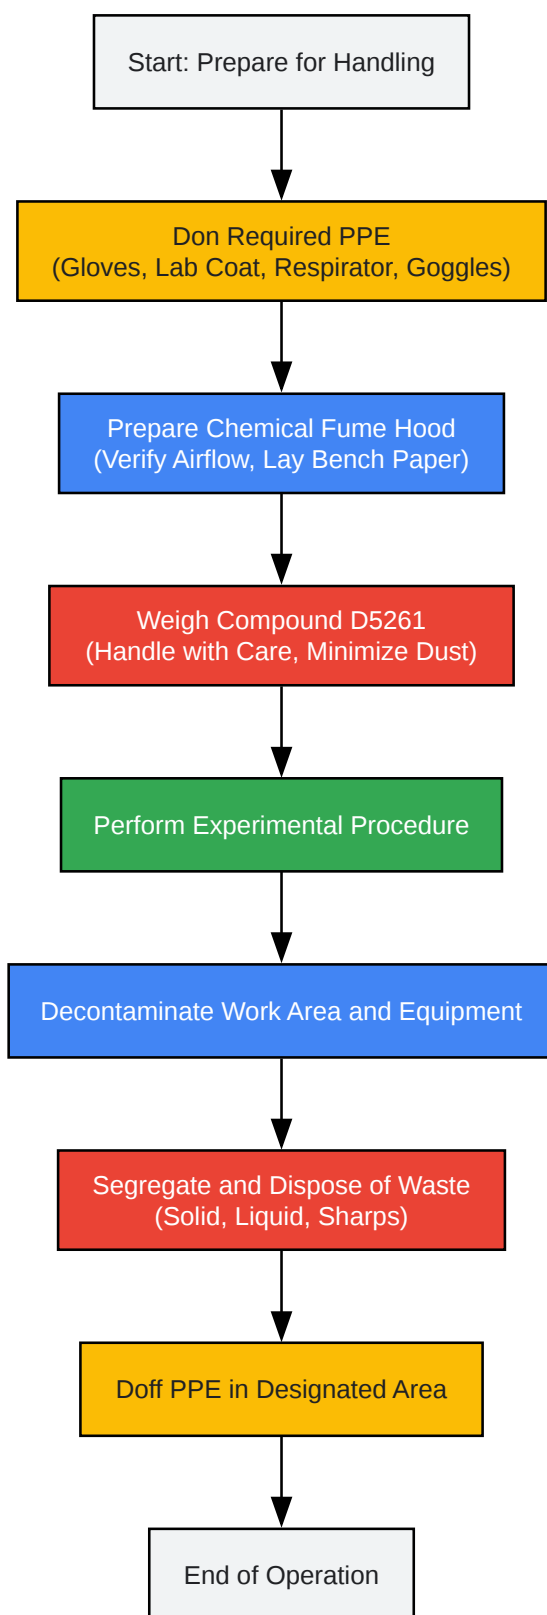 Start: Prepare for Handling
Don Required PPE
(Gloves, Lab Coat, Respirator, Goggles)
Prepare Chemical Fume Hood
(Verify Airflow, Lay Bench Paper)
Weigh Compound D5261
(Handle with Care, Minimize Dust)
Perform Experimental Procedure
Decontaminate Work Area and Equipment
Segregate and Dispose of Waste
(Solid, Liquid, Sharps)
Doff PPE in Designated Area
End of Operation